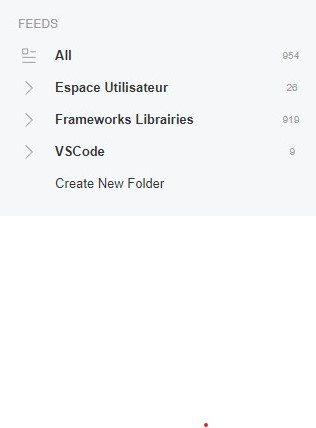 FEEDS
All 954
Espace Utilisateur 26
Frameworks Librairies 919
VSCode 9
Create New Folder